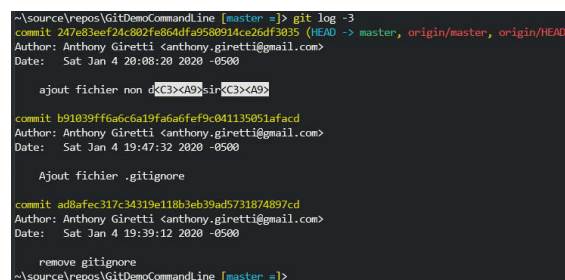 ~\source\repos\GitDemoCommandLine [master ≡]> git log -3
commit 247e83eef24c802fe864dfa9580914ce26df3035 (HEAD -> master, origin/master, origin/HEAD
Author: Anthony Giretti <anthony.giretti@gmail.com>
Date:   Sat Jan 4 20:08:20 2020 -0500
ajout fichier non d<C3><A9>sir<C3><A9>
commit b91039ff6a6c6a19fa6a6fef9c041135051afacd
Author: Anthony Giretti <anthony.giretti@gmail.com>
Date:   Sat Jan 4 19:47:32 2020 -0500
Ajout fichier .gitignore
commit ad8afec317c34319e118b3eb39ad5731874897cd
Author: Anthony Giretti <anthony.giretti@gmail.com>
Date:   Sat Jan 4 19:39:12 2020 -0500
remove gitignore
~\source\repos\GitDemoCommandLine [master ≡]>